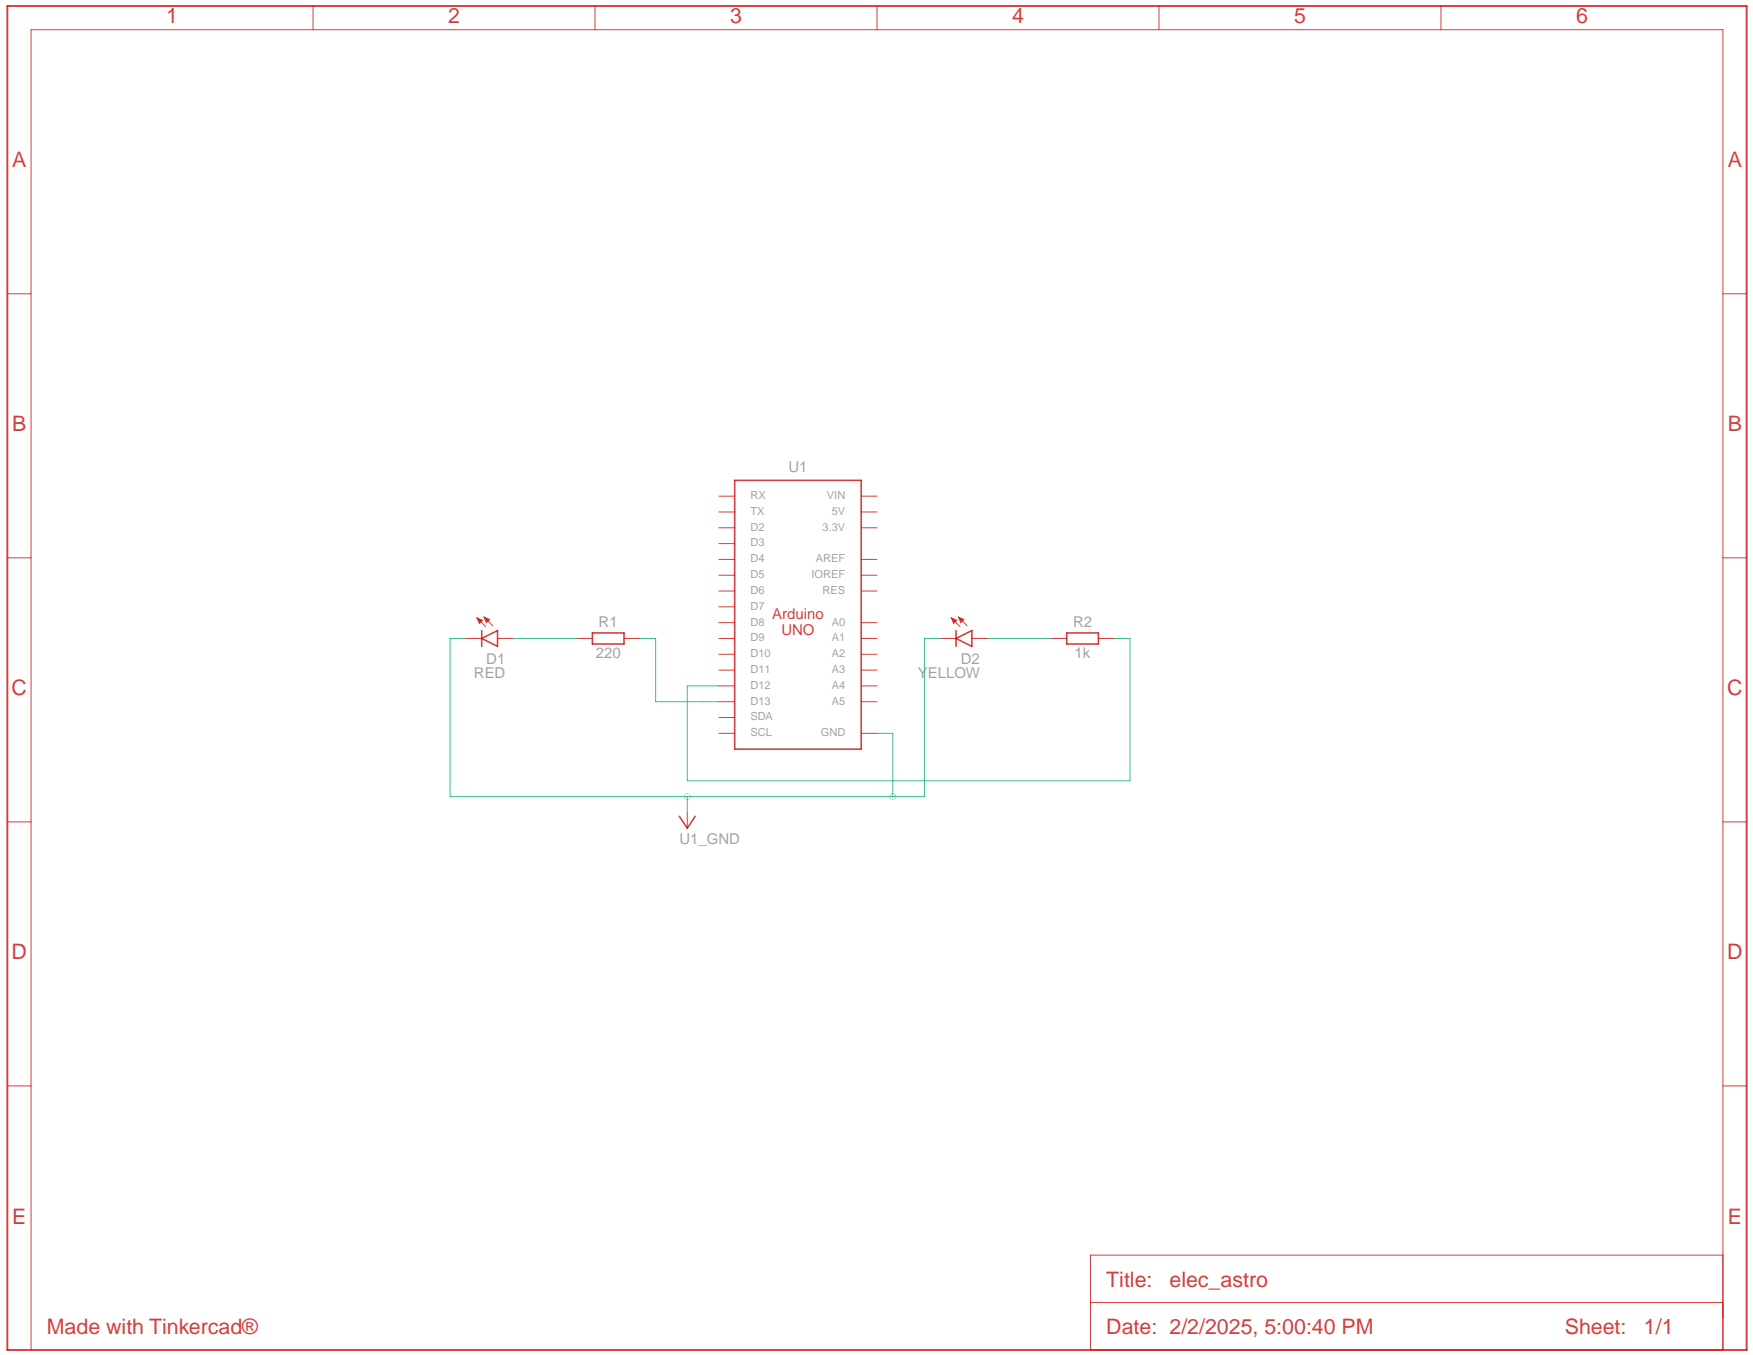 1 2 3 4 5 6
A A
B B
U1
RX VIN
TX 5V
D2 3.3V
D3
D4 AREF
D5 IOREF
D6 RES
D7
Arduino
UNO
D8 A0
D9 A1
D10 A2
D11 A3
D12 A4
D13 A5
SDA
SCL GND
R1
220
D1
RED
R2
1k
D2
YELLOW
C C
U1_GND
D D
E E
Title: elec_astro
Made with Tinkercad®
Date: 2/2/2025, 5:00:40 PM Sheet: 1/1